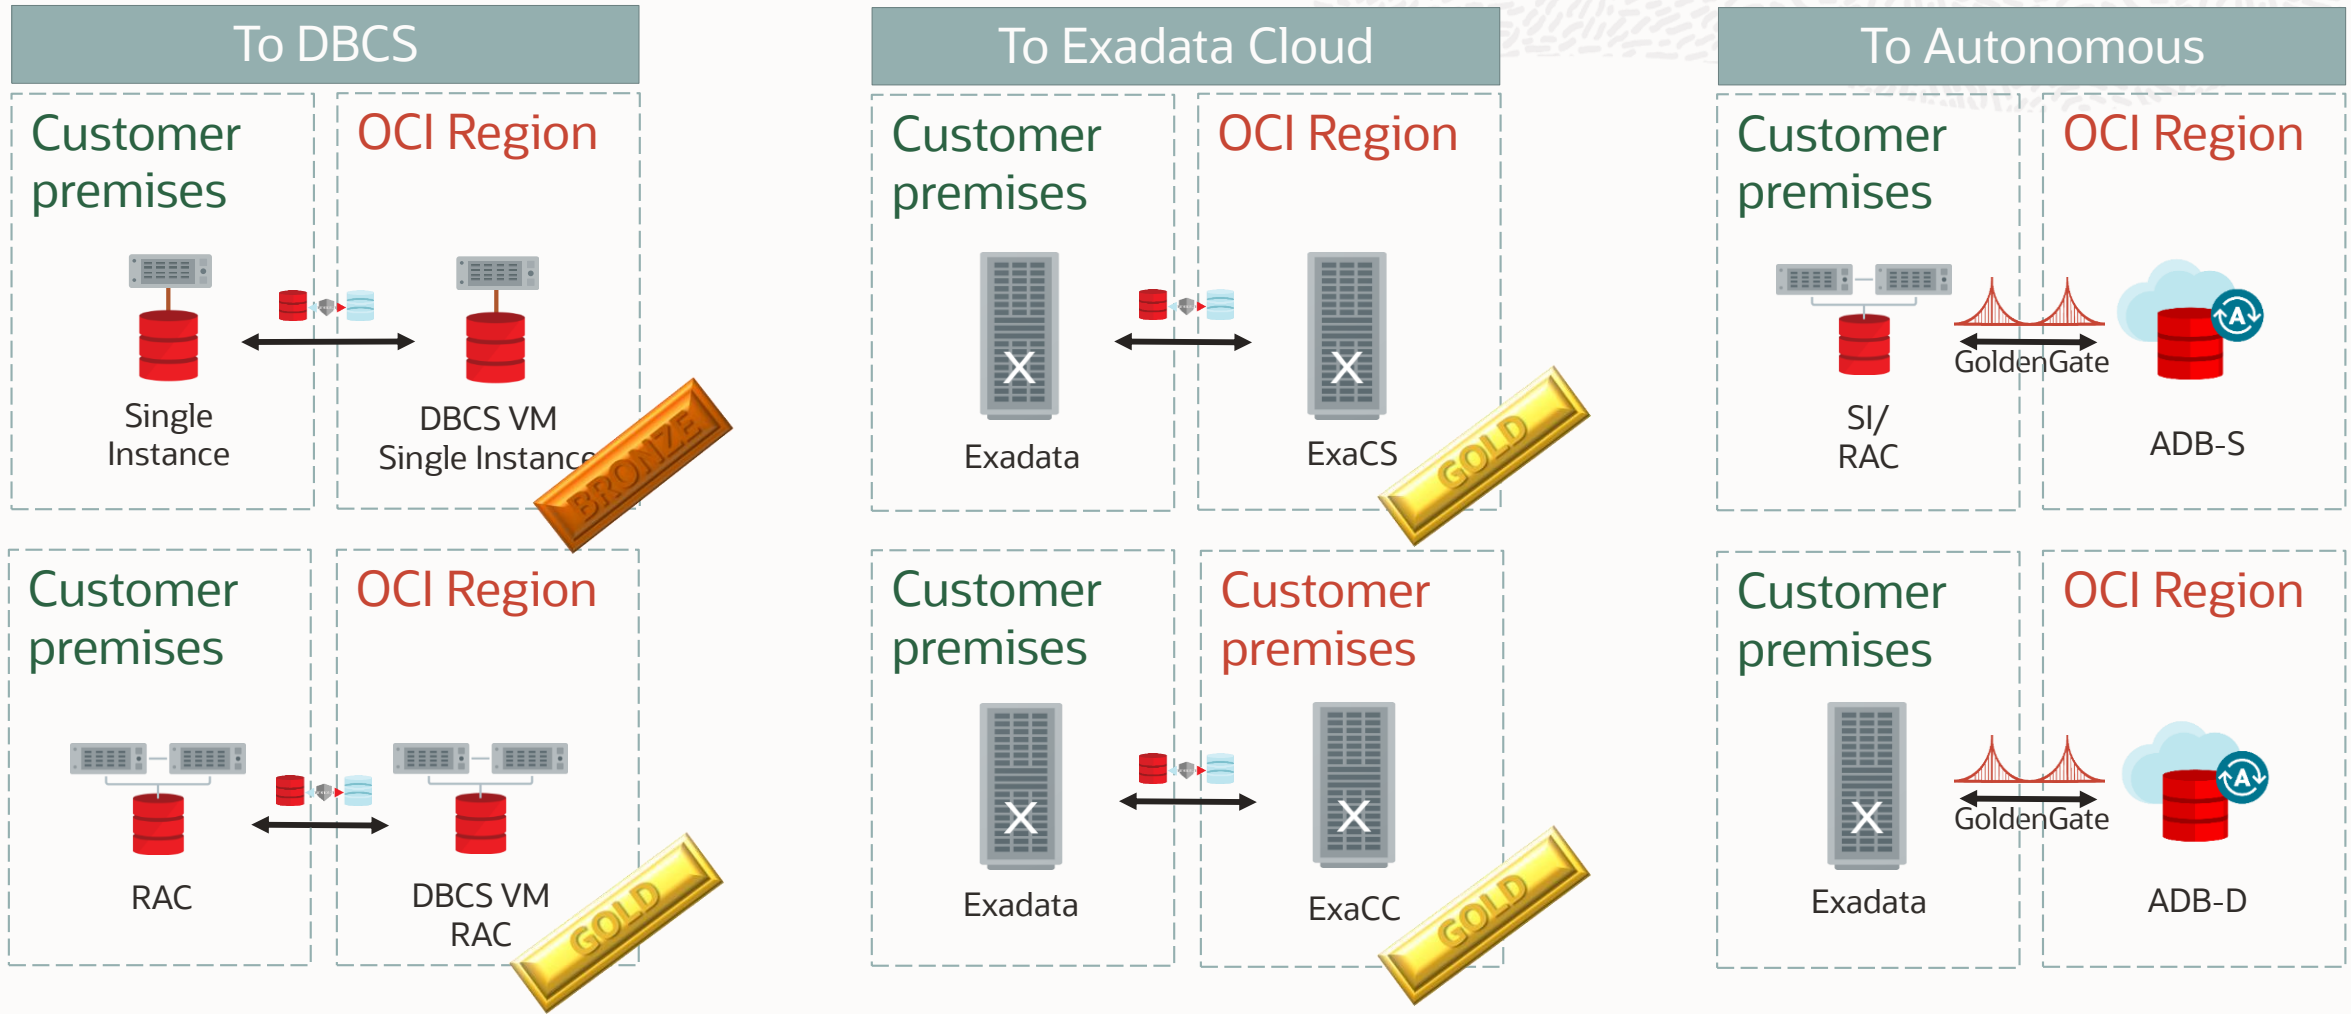 To DBCS
Customer
premises
OCI Region
Single
Instance
DBCS VM
Single Instance
BRONZE
Customer
premises
OCI Region
RAC
DBCS VM
RAC
GOLD
To Exadata Cloud
Customer
premises
OCI Region
X
X
Exadata
ExaCS
GOLD
Customer
premises
Customer
premises
X
X
Exadata
ExaCC
GOLD
To Autonomous
Customer
premises
OCI Region
A
GoldenGate
SI/
RAC
ADB-S
Customer
premises
OCI Region
A
X
GoldenGate
Exadata
ADB-D